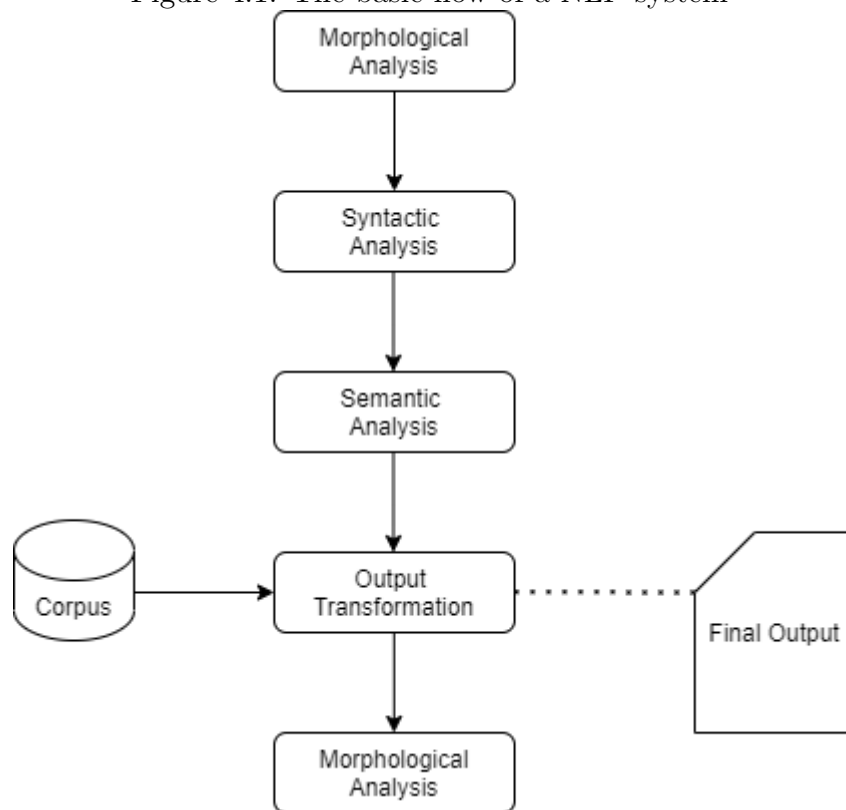 Figure 4.1: The basic flow of a NLP system
Morphological
Analysis
Syntactic
Analysis
Semantic
Analysis
Corpus
Output
Transformation
Final Output
Morphological
Analysis